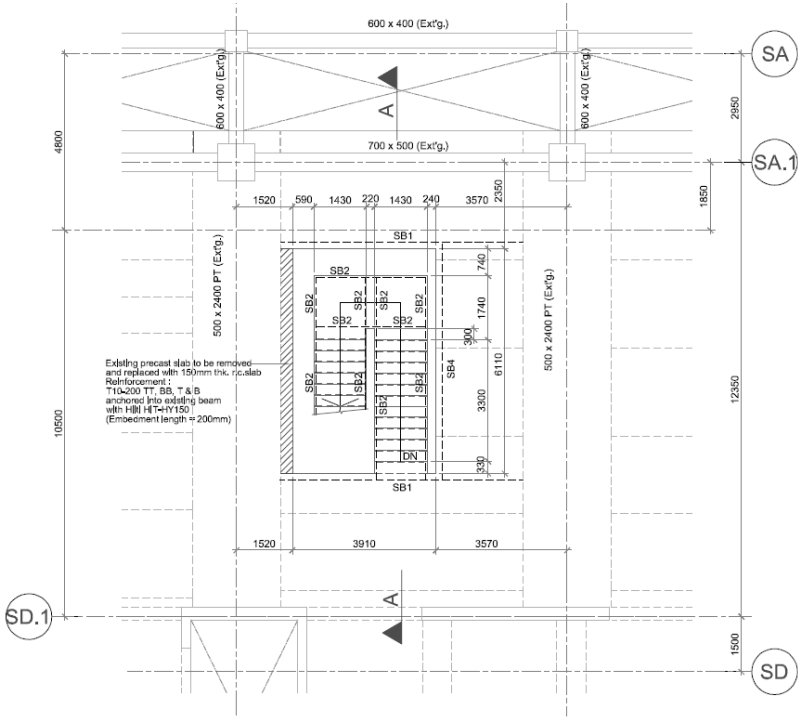 600 x 400 (Ext'g.)
SA
600 x 400 (Ext'g.)
600 x 400 (Ext'g.)
A
2950
4800
700 x 500 (Ext'g.)
SA.1
2350
1850
1520 590 1430 220 1430 240 3570
SB1
500 x 2400 PT (Ext'g.)
740
SB2
500 x 2400 PT (Ext'g.)
SB2 SB2 SB2 SB2
1740
SB2 SB2
300
Existing precast slab to be removed
and replaced with 150mm thk. r.c.slab
Reinforcement :
T10-200 TT, BB, T & B
anchored into existing beam
with Hilti HIT-HY150
(Embedment length = 200mm)
SB2 SB2 SB2
SB2
SB4
6110
3300
12350
10500
DN
330
SB1
1520 3910 3570
A
SD.1
1500
SD